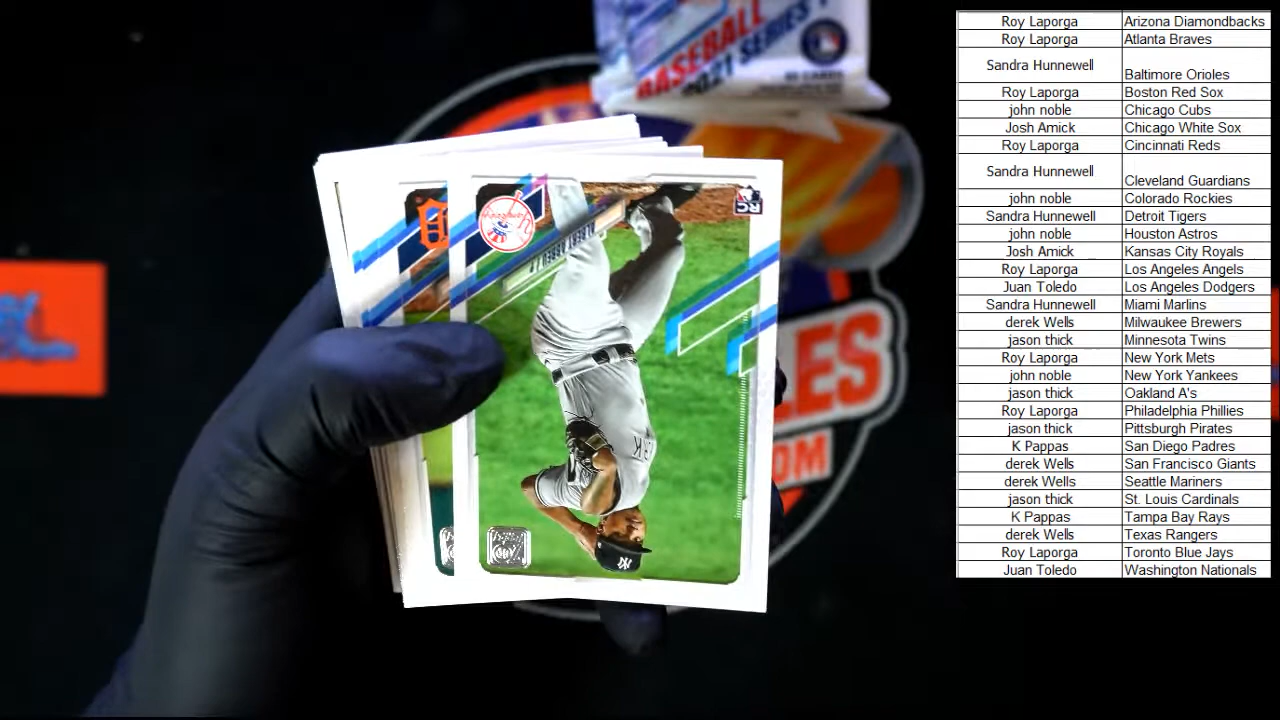 BASEBALL
2021 SERIES 1
RC
ALBERT ABREU
LES
OM
Roy Laporga Arizona Diamondbacks
Roy Laporga Atlanta Braves
Sandra Hunnewell Baltimore Orioles
Roy Laporga Boston Red Sox
john noble Chicago Cubs
Josh Amick Chicago White Sox
Roy Laporga Cincinnati Reds
Sandra Hunnewell Cleveland Guardians
john noble Colorado Rockies
Sandra Hunnewell Detroit Tigers
john noble Houston Astros
Josh Amick Kansas City Royals
Roy Laporga Los Angeles Angels
Juan Toledo Los Angeles Dodgers
Sandra Hunnewell Miami Marlins
derek Wells Milwaukee Brewers
jason thick Minnesota Twins
Roy Laporga New York Mets
john noble New York Yankees
jason thick Oakland A's
Roy Laporga Philadelphia Phillies
jason thick Pittsburgh Pirates
K Pappas San Diego Padres
derek Wells San Francisco Giants
derek Wells Seattle Mariners
jason thick St. Louis Cardinals
K Pappas Tampa Bay Rays
derek Wells Texas Rangers
Roy Laporga Toronto Blue Jays
Juan Toledo Washington Nationals